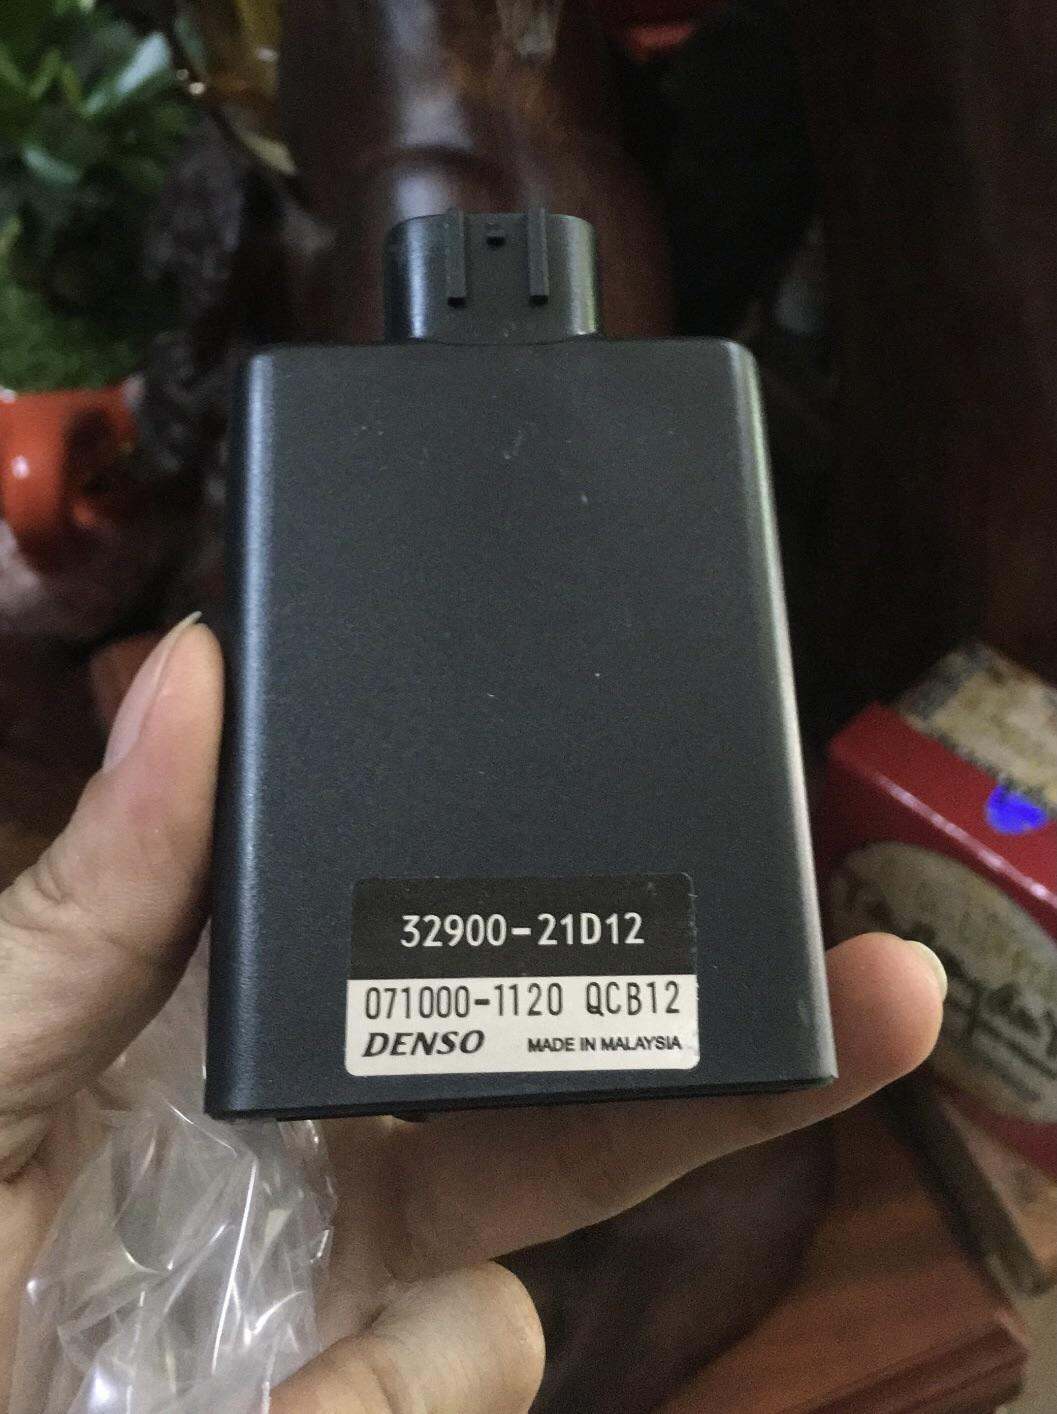 32900-21D12
071000-1120 QCB12
DENSO MADE IN MALAYSIA